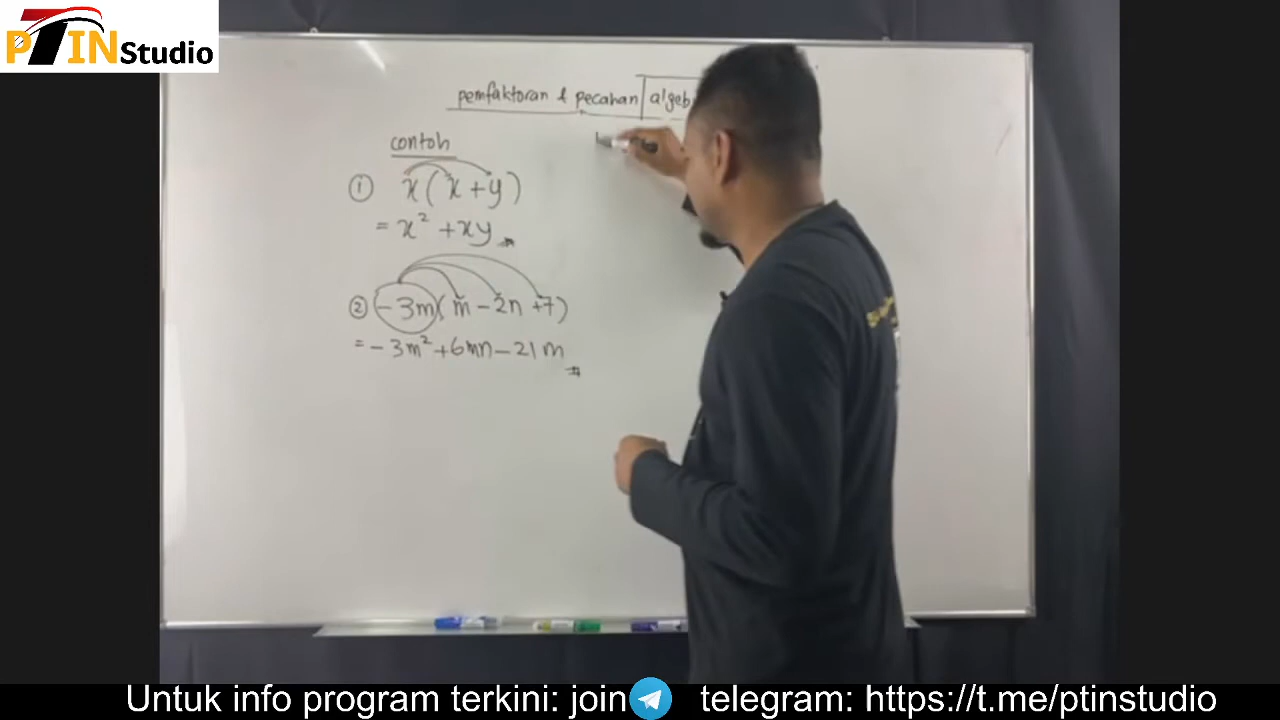 PTIN Studio
pemfaktoran & pecahan
contoh
① x(x+y)
= x² + xy
② -3m(m - 2n + 7)
= -3m² + 6mn - 21m
Untuk info program terkini: join telegram: https://t.me/ptinstudio